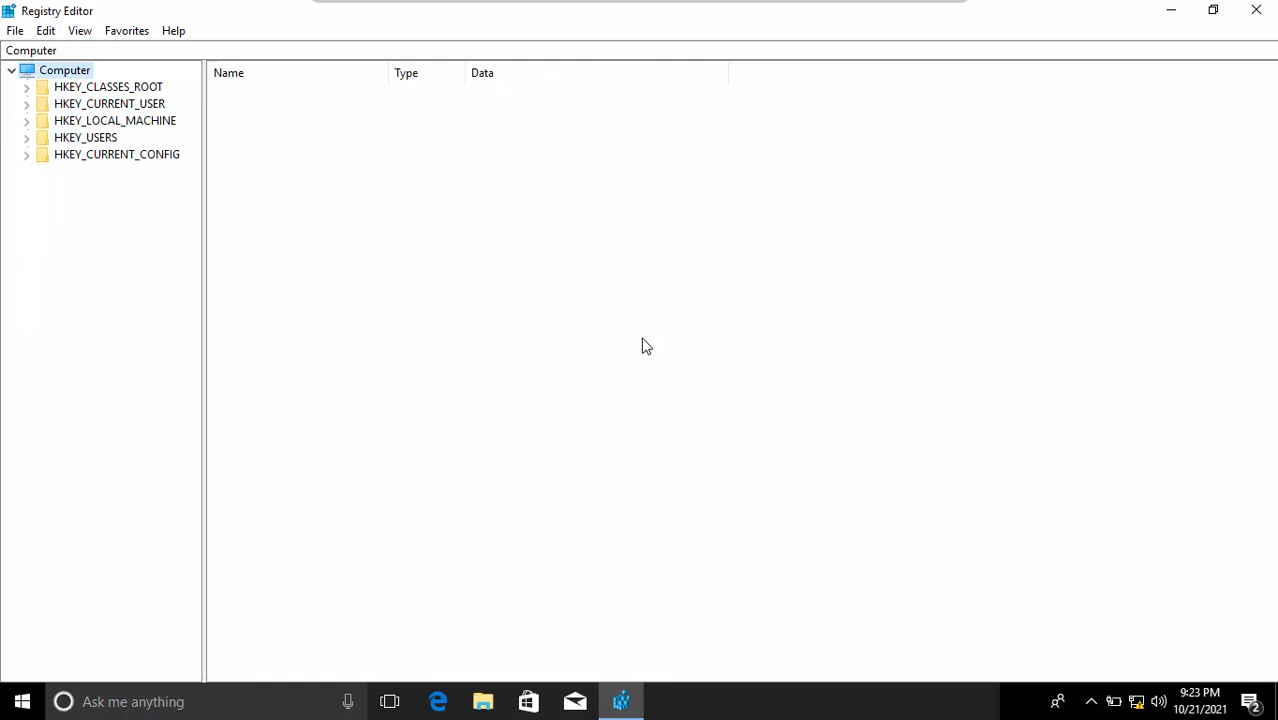 Registry Editor
File Edit View Favorites Help
Computer
Computer
HKEY_CLASSES_ROOT
HKEY_CURRENT_USER
HKEY_LOCAL_MACHINE
HKEY_USERS
HKEY_CURRENT_CONFIG
Name Type Data
Ask me anything
9:23 PM
10/21/2021
2